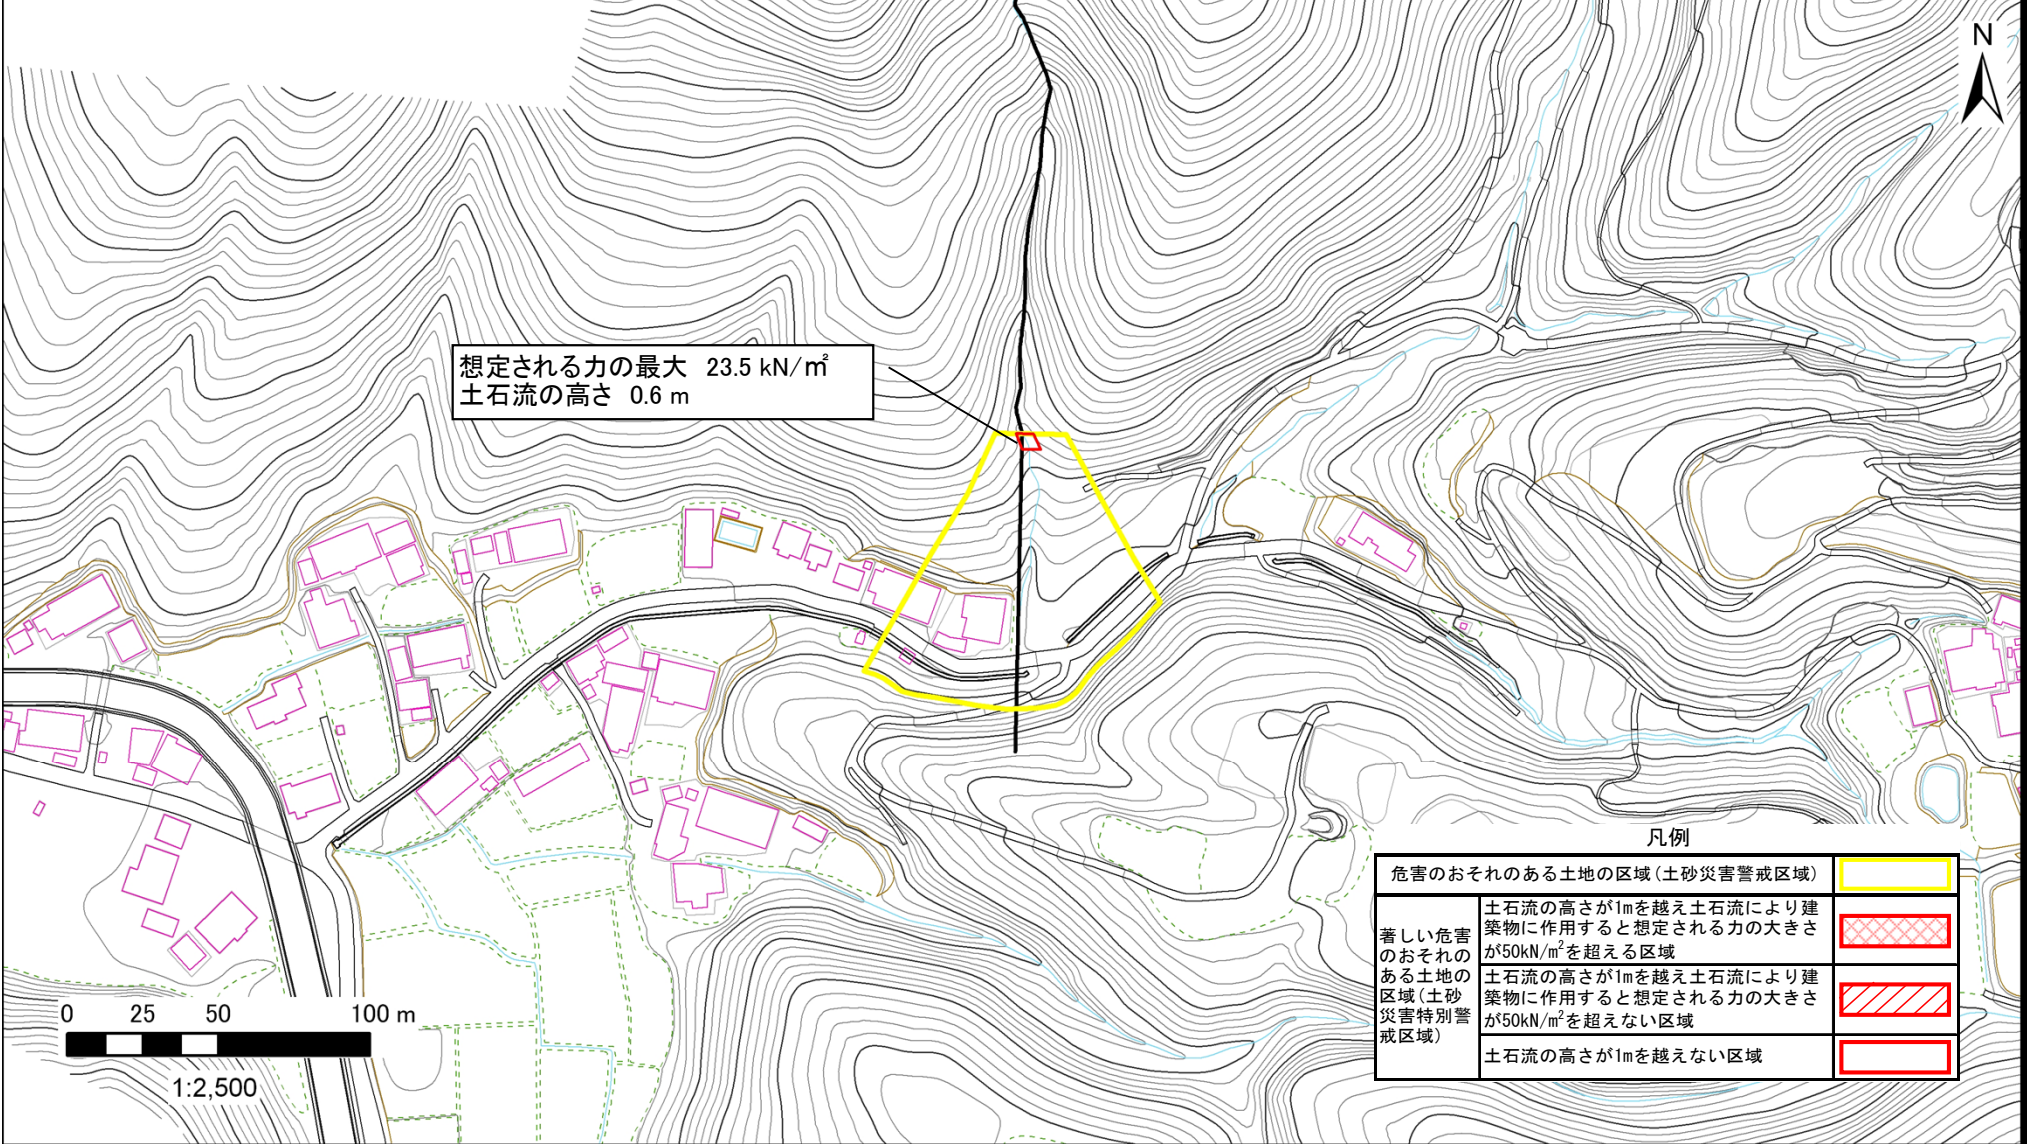 N
想定される力の最大 23.5 kN/㎡
土石流の高さ 0.6 m
凡例
危害のおそれのある土地の区域(土砂災害警戒区域)
著しい危害
のおそれの
ある土地の
区域(土砂
災害特別警
戒区域)
土石流の高さが1mを越え土石流により建
築物に作用すると想定される力の大きさ
が50kN/m²を超える区域
土石流の高さが1mを越え土石流により建
築物に作用すると想定される力の大きさ
が50kN/m²を超えない区域
土石流の高さが1mを越えない区域
0 25 50 100 m
1:2,500